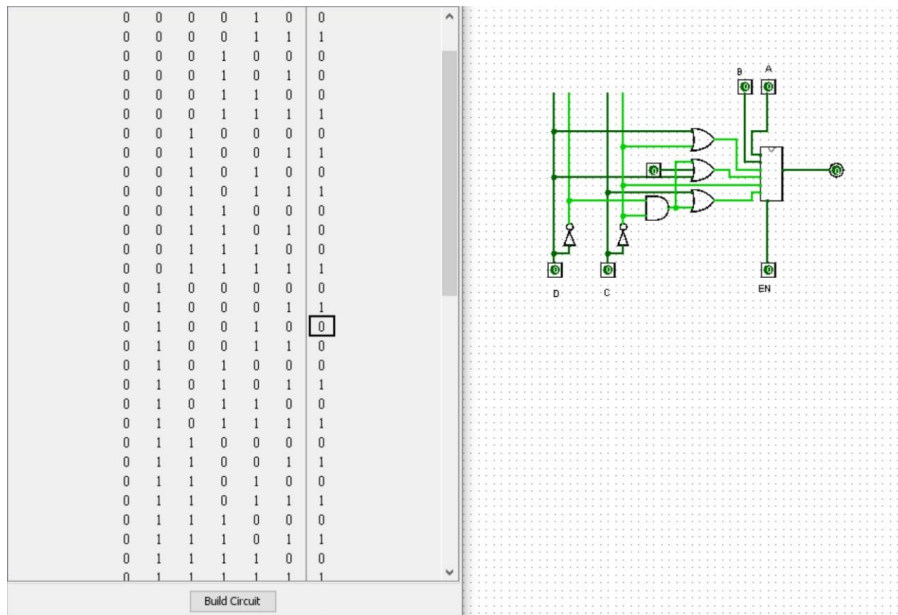 0 0 0 0 1 0 0
0 0 0 0 1 1 1
0 0 0 1 0 0 0
0 0 0 1 0 1 0
0 0 0 1 1 0 0
0 0 0 1 1 1 1
0 0 1 0 0 0 0
0 0 1 0 0 1 1
0 0 1 0 1 0 0
0 0 1 0 1 1 1
0 0 1 1 0 0 0
0 0 1 1 0 1 0
0 0 1 1 1 0 0
0 0 1 1 1 1 1
0 1 0 0 0 0 0
0 1 0 0 0 1 1
0 1 0 0 1 0 0
0 1 0 0 1 1 0
0 1 0 1 0 0 0
0 1 0 1 0 1 1
0 1 0 1 1 0 0
0 1 0 1 1 1 1
0 1 1 0 0 0 0
0 1 1 0 0 1 1
0 1 1 0 1 0 0
0 1 1 0 1 1 1
0 1 1 1 0 0 0
0 1 1 1 0 1 1
0 1 1 1 1 0 0
0 1 1 1 1 1 1
Build Circuit
B A
D C EN